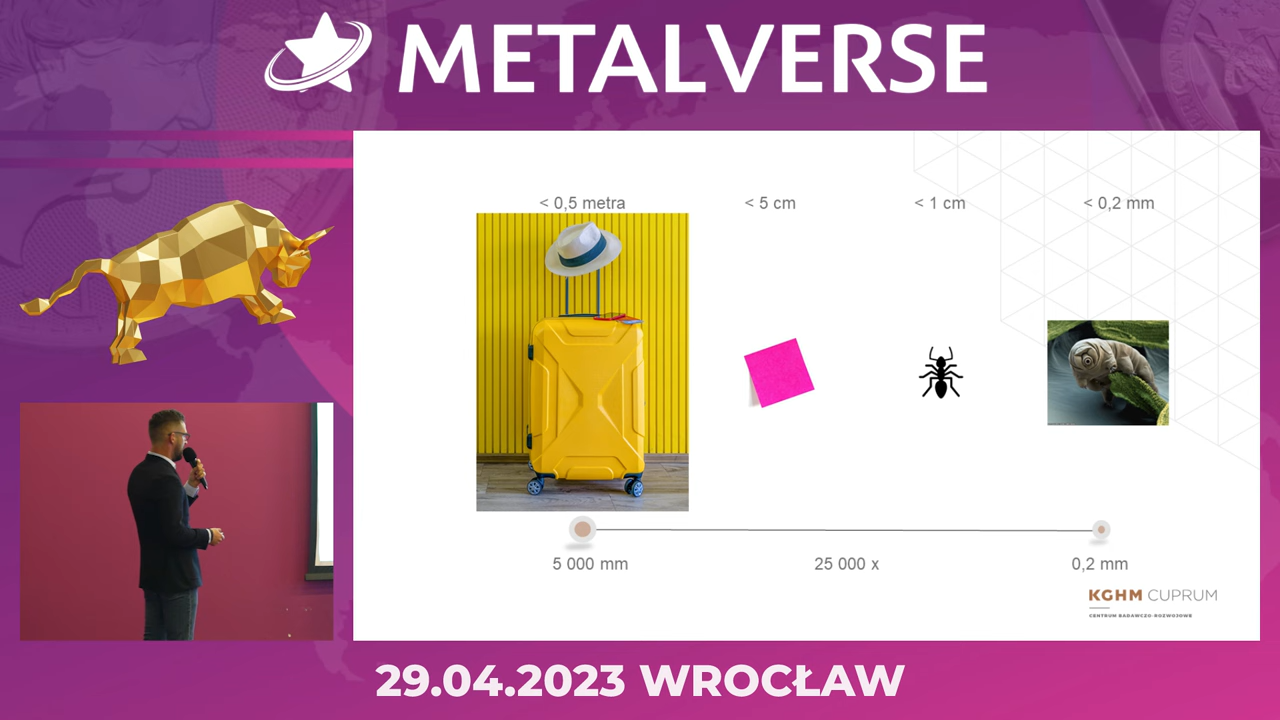 METALVERSE
< 0,5 metra
< 5 cm
< 1 cm
< 0,2 mm
5 000 mm
25 000 x
0,2 mm
KGHM CUPRUM
CENTRUM BADAWCZO-ROZWOJOWE
29.04.2023 WROCŁAW